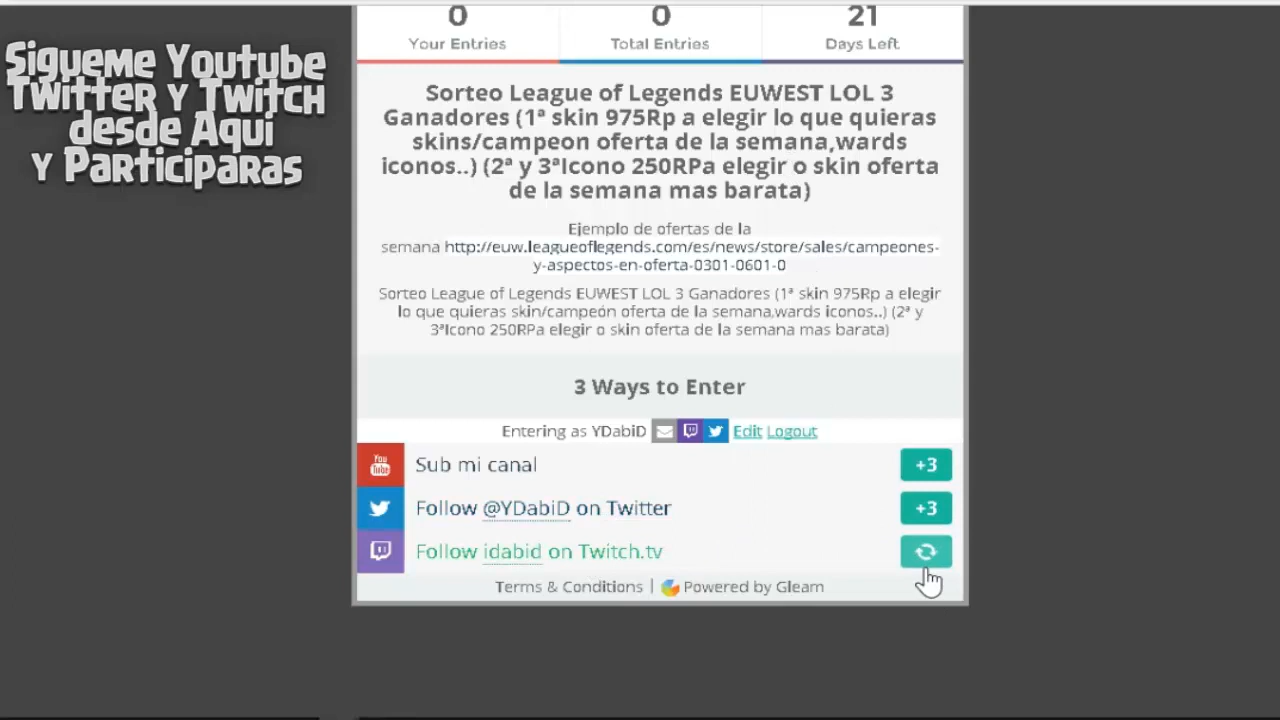 Sigueme Youtube
Twitter Y Twitch
desde Aqui
Y Participaras
0
0
21
Your Entries
Total Entries
Days Left
Sorteo League of Legends EUWEST LOL 3
Ganadores (1ª skin 975Rp a elegir lo que quieras
skins/campeon oferta de la semana,wards
iconos..) (2ª y 3ªIcono 250RPa elegir o skin oferta
de la semana mas barata)
Ejemplo de ofertas de la
semana http://euw.leagueoflegends.com/es/news/store/sales/campeones-
y-aspectos-en-oferta-0301-0601-0
Sorteo League of Legends EUWEST LOL 3 Ganadores (1ª skin 975Rp a elegir
lo que quieras skin/campeón oferta de la semana,wards iconos..) (2ª y
3ªIcono 250RPa elegir o skin oferta de la semana mas barata)
3 Ways to Enter
Entering as YDabiD Edit Logout
You Tube Sub mi canal +3
Follow @YDabiD on Twitter +3
Follow idabid on Twitch.tv
Terms & Conditions | Powered by Gleam